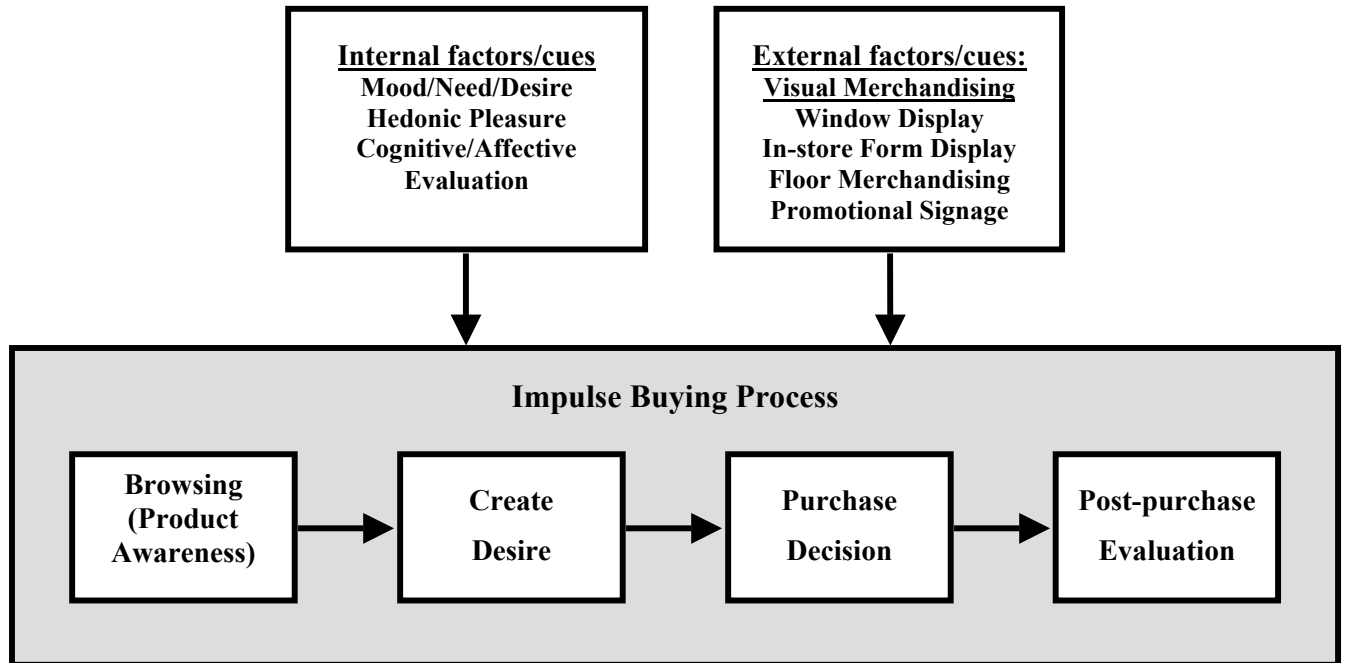 Internal factors/cues
Mood/Need/Desire
Hedonic Pleasure
Cognitive/Affective
Evaluation
External factors/cues:
Visual Merchandising
Window Display
In-store Form Display
Floor Merchandising
Promotional Signage
Impulse Buying Process
Browsing
(Product
Awareness)
Create
Desire
Purchase
Decision
Post-purchase
Evaluation